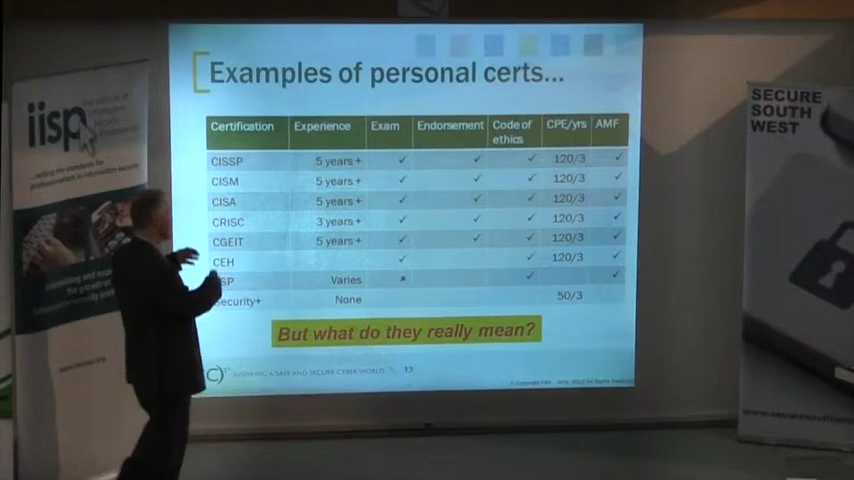 Examples of personal certs...
Certification Experience Exam Endorsement Code of ethics CPE/yrs AMF
CISSP 5 years + ✓ ✓ ✓ 120/3 ✓
CISM 5 years + ✓ ✓ ✓ 120/3 ✓
CISA 5 years + ✓ ✓ ✓ 120/3 ✓
CRISC 3 years + ✓ ✓ ✓ 120/3 ✓
CGEIT 5 years + ✓ ✓ ✓ 120/3 ✓
CEH ✓ ✓ 120/3 ✓
SP Varies × ✓ ✓
Security+ None 50/3
But what do they really mean?
INSPIRING A SAFE AND SECURE CYBER WORLD 12
iisp
SECURE
SOUTH
WEST